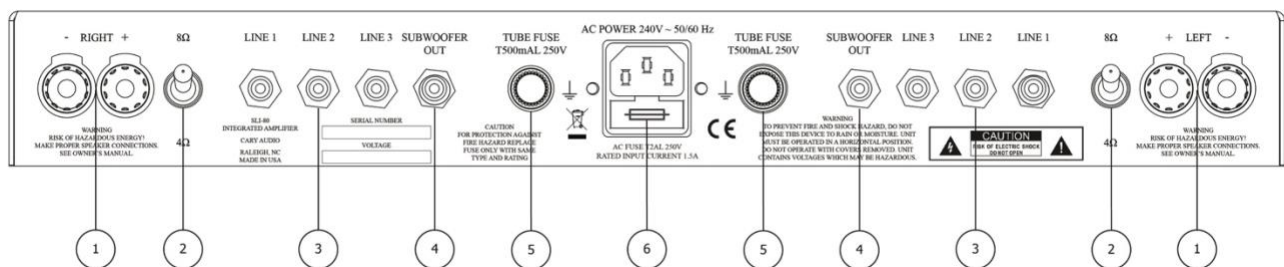 - RIGHT +
8Ω
LINE 1
LINE 2
LINE 3
SUBWOOFER
OUT
TUBE FUSE
T500mAL 250V
AC POWER 240V ~ 50/60 Hz
TUBE FUSE
T500mAL 250V
SUBWOOFER
OUT
LINE 3
LINE 2
LINE 1
8Ω
+ LEFT -
WARNING
RISK OF HAZARDOUS ENERGY!
MAKE PROPER SPEAKER CONNECTIONS.
SEE OWNER'S MANUAL.
4Ω
SLI-80
INTEGRATED AMPLIFIER
CARY AUDIO
RALEIGH, NC
MADE IN USA
SERIAL NUMBER
VOLTAGE
CAUTION
FOR PROTECTION AGAINST
FIRE HAZARD REPLACE
FUSE ONLY WITH SAME
TYPE AND RATING
AC FUSE T2AL 250V
RATED INPUT CURRENT 1.5A
CE
WARNING
TO PREVENT FIRE AND SHOCK HAZARD, DO NOT
EXPOSE THIS DEVICE TO RAIN OR MOISTURE. UNIT
MUST BE OPERATED IN A HORIZONTAL POSITION.
DO NOT OPERATE WITH COVERS REMOVED. UNIT
CONTAINS VOLTAGES WHICH MAY BE HAZARDOUS.
CAUTION
RISK OF ELECTRIC SHOCK
DO NOT OPEN
4Ω
WARNING
RISK OF HAZARDOUS ENERGY!
MAKE PROPER SPEAKER CONNECTIONS.
SEE OWNER'S MANUAL.
1
2
3
4
5
6
5
4
3
2
1